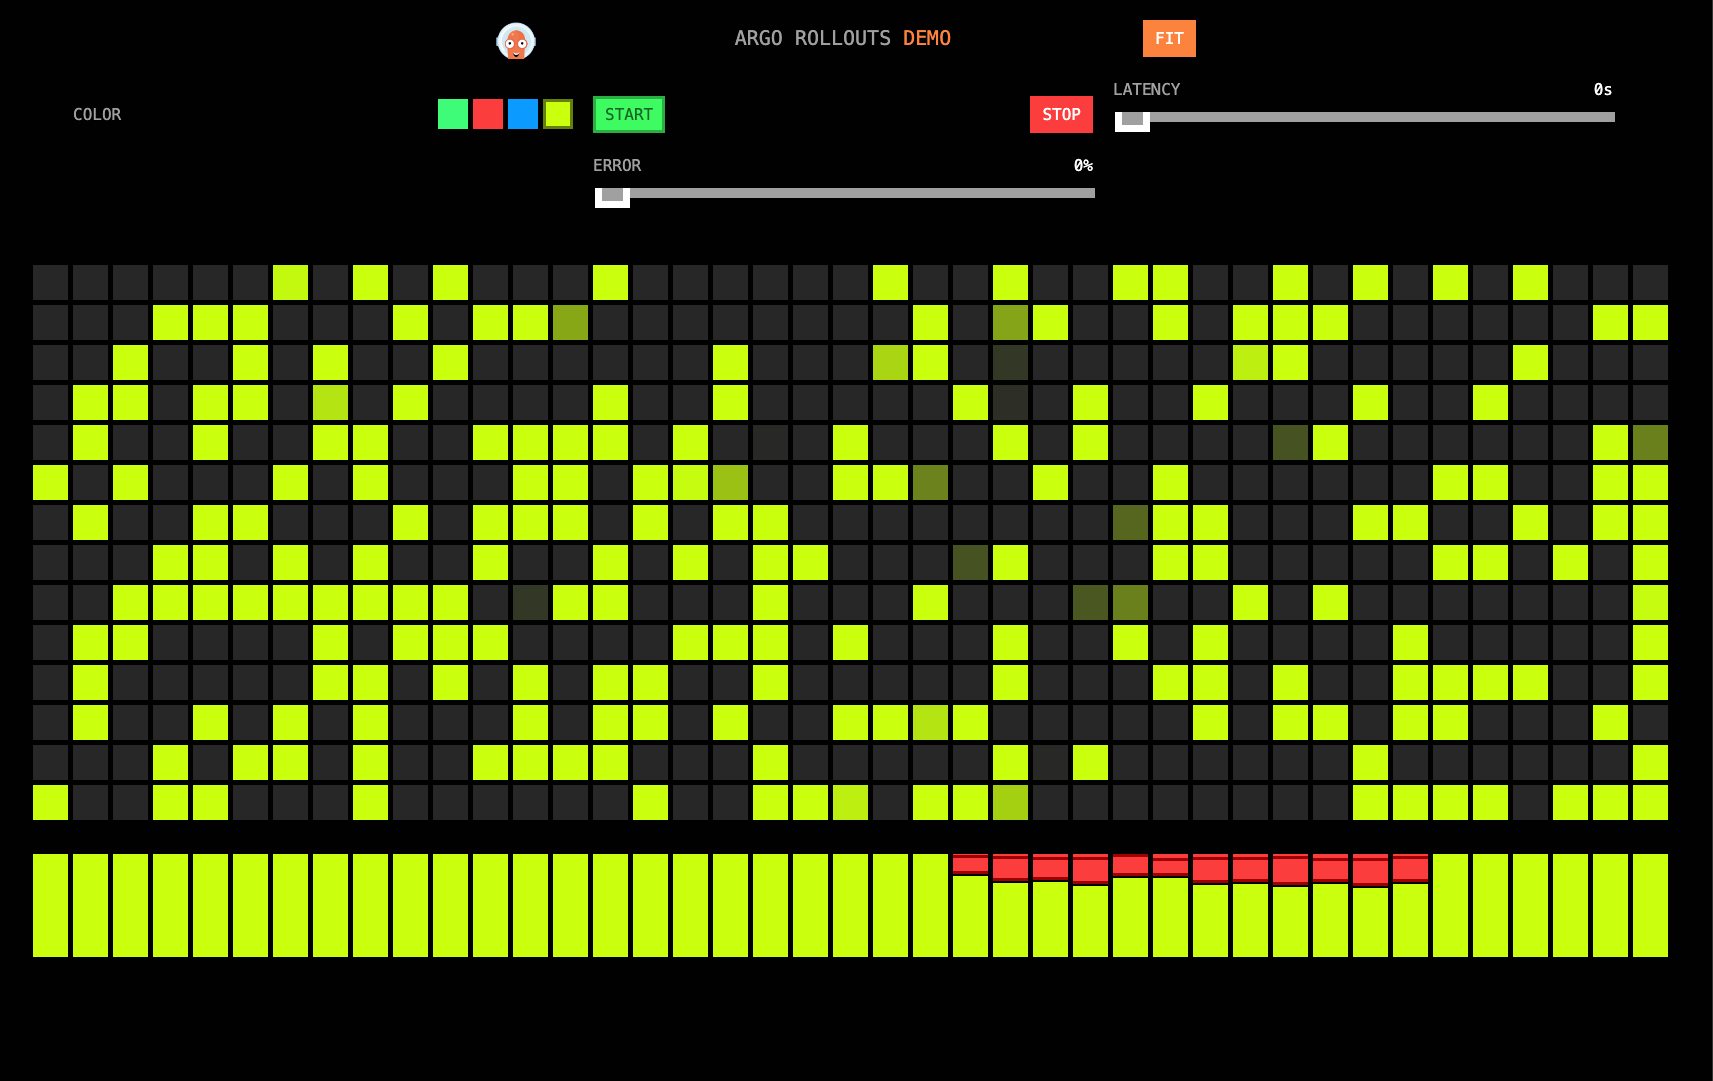 ARGO ROLLOUTS DEMO
FIT
COLOR
START
STOP
LATENCY 0s
ERROR 0%